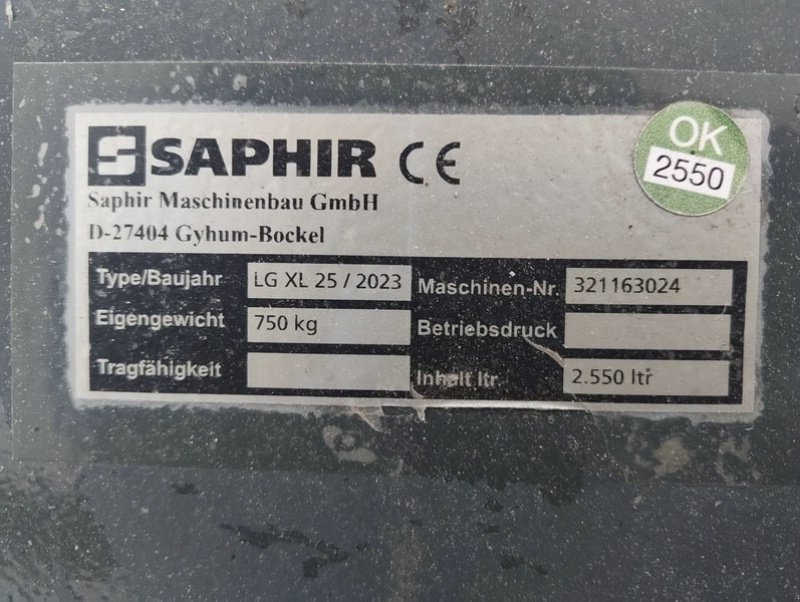 SAPHIR CE
Saphir Maschinenbau GmbH
D-27404 Gyhum-Bockel
OK
2550
Type/Baujahr LG XL 25 / 2023 Maschinen-Nr. 321163024
Eigengewicht 750 kg Betriebsdruck
Tragfähigkeit Inhalt ltr. 2.550 ltr